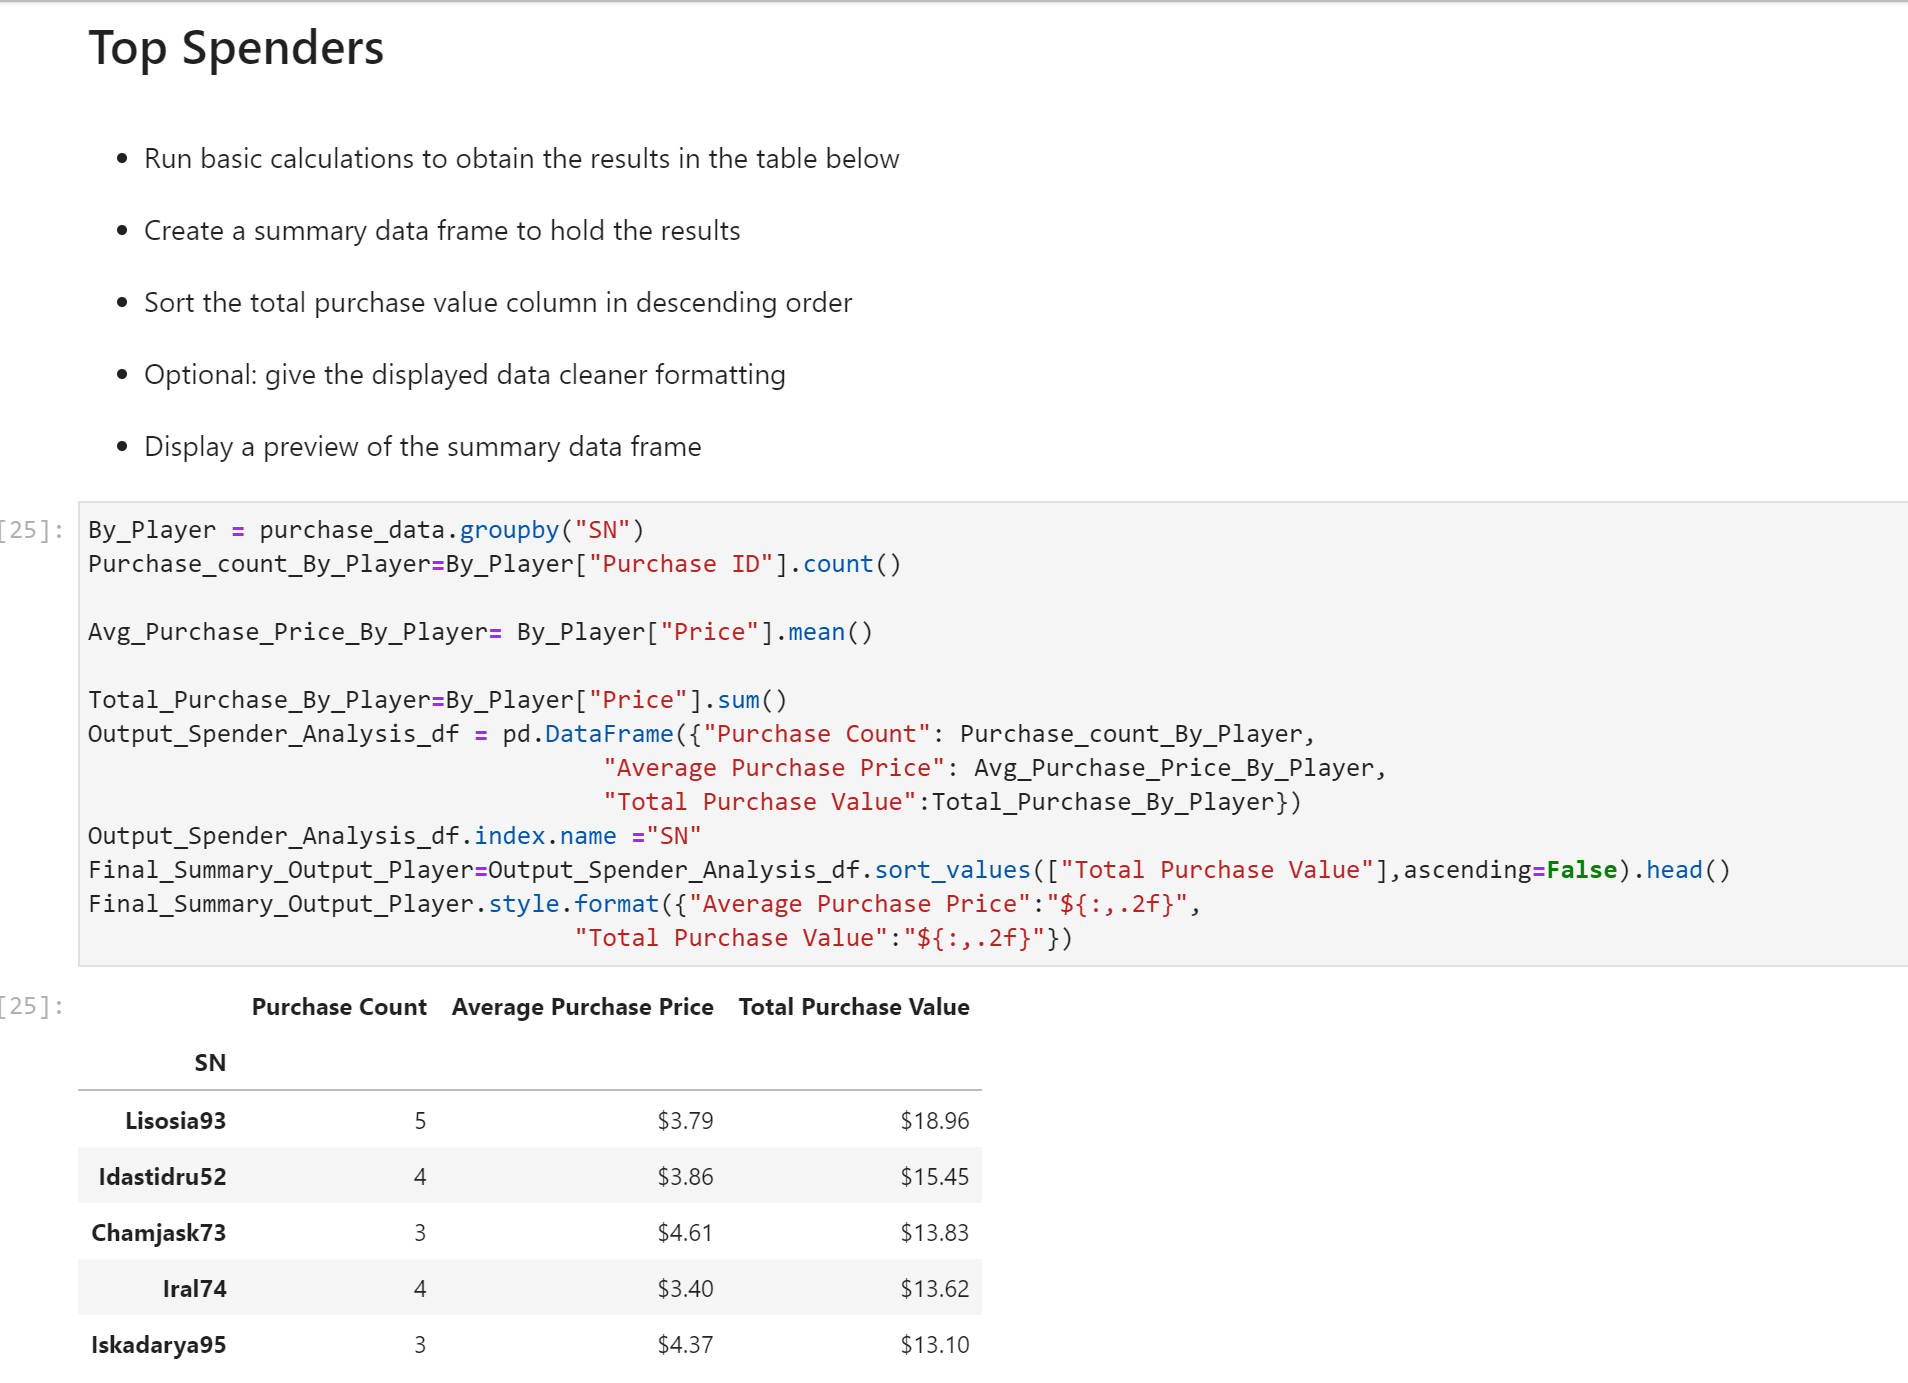 Top Spenders
• Run basic calculations to obtain the results in the table below
• Create a summary data frame to hold the results
• Sort the total purchase value column in descending order
• Optional: give the displayed data cleaner formatting
• Display a preview of the summary data frame
[25]: By_Player = purchase_data.groupby("SN")
Purchase_count_By_Player=By_Player["Purchase ID"].count()
Avg_Purchase_Price_By_Player= By_Player["Price"].mean()
Total_Purchase_By_Player=By_Player["Price"].sum()
Output_Spender_Analysis_df = pd.DataFrame({"Purchase Count": Purchase_count_By_Player,
"Average Purchase Price": Avg_Purchase_Price_By_Player,
"Total Purchase Value":Total_Purchase_By_Player})
Output_Spender_Analysis_df.index.name ="SN"
Final_Summary_Output_Player=Output_Spender_Analysis_df.sort_values(["Total Purchase Value"],ascending=False).head()
Final_Summary_Output_Player.style.format({"Average Purchase Price":"${:,.2f}",
"Total Purchase Value":"${:,.2f}"})
[25]: Purchase Count Average Purchase Price Total Purchase Value
SN
Lisosia93 5 $3.79 $18.96
Idastidru52 4 $3.86 $15.45
Chamjask73 3 $4.61 $13.83
Iral74 4 $3.40 $13.62
Iskadarya95 3 $4.37 $13.10